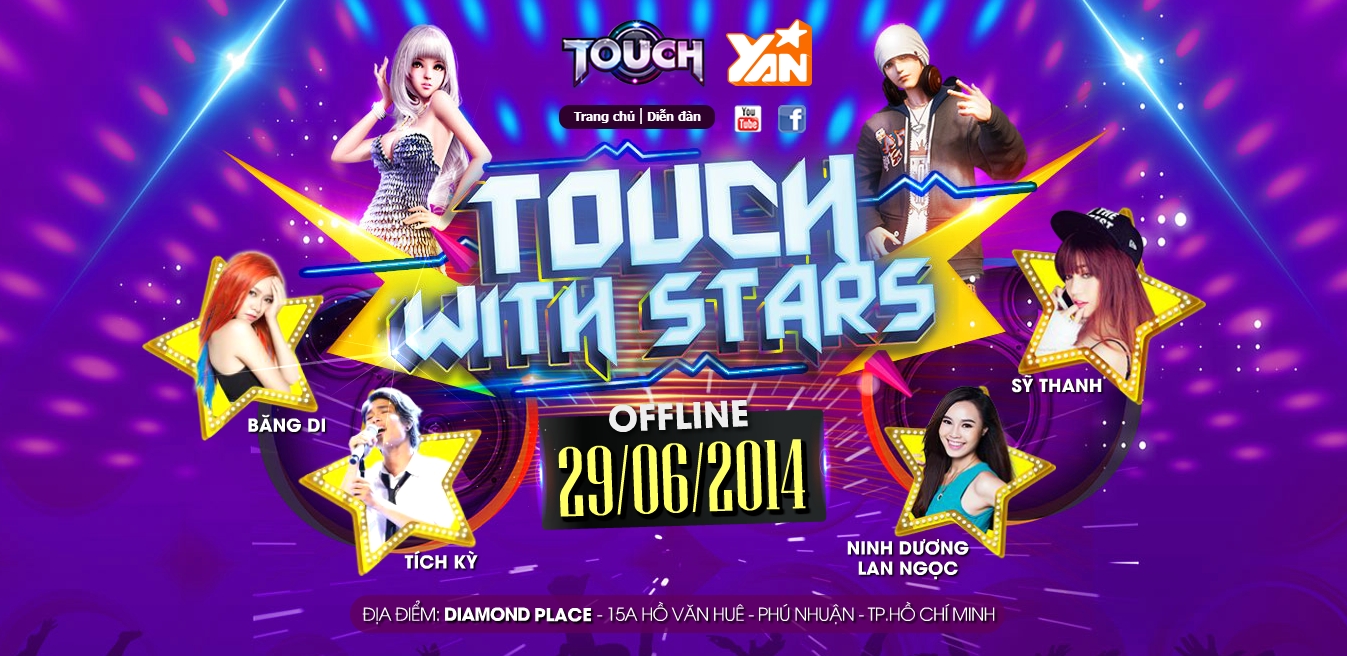 TOUCH
YAN
Trang chủ | Diễn đàn
You
Tube
f
TOUCH
WITH STARS
BĂNG DI
SỸ THANH
OFFLINE
29/06/2014
TÍCH KỲ
NINH DƯƠNG
LAN NGỌC
ĐỊA ĐIỂM: DIAMOND PLACE - 15A HỒ VĂN HUÊ - PHÚ NHUẬN - TP.HỒ CHÍ MINH